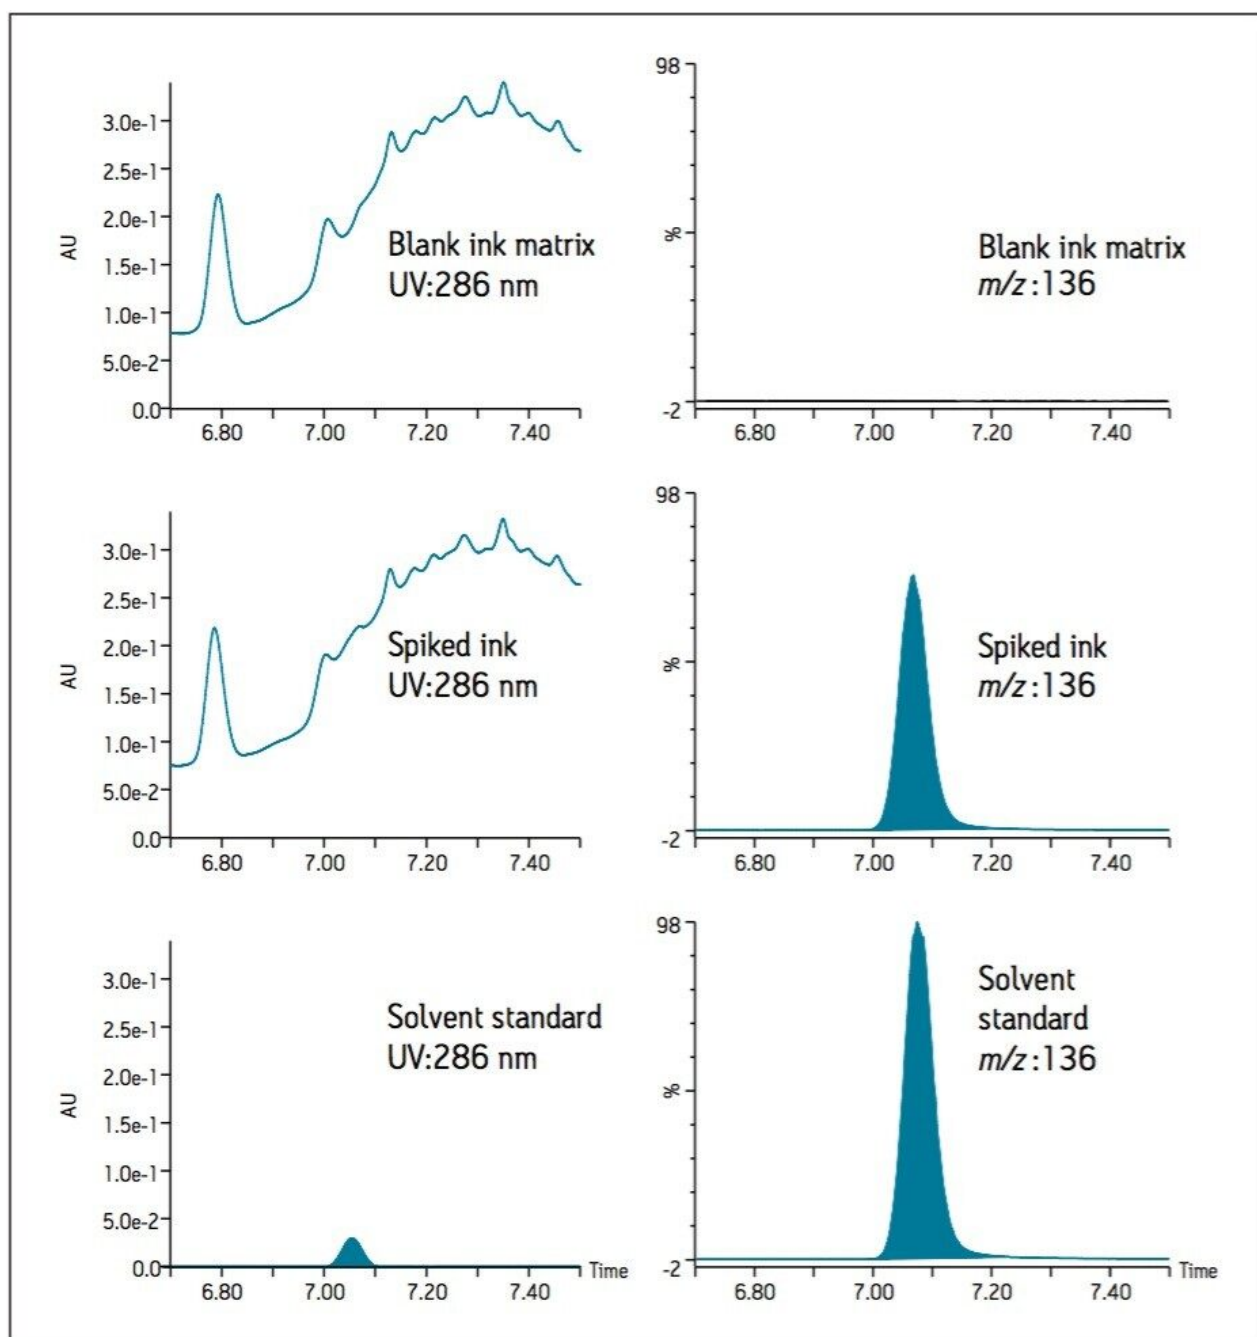 3.0e-1
2.5e-1
2.0e-1
1.5e-1
1.0e-1
5.0e-2
0.0
AU
6.80 7.00 7.20 7.40
Blank ink matrix
UV:286 nm
98
%
-2
6.80 7.00 7.20 7.40
Blank ink matrix
m/z:136
3.0e-1
2.5e-1
2.0e-1
1.5e-1
1.0e-1
5.0e-2
0.0
AU
6.80 7.00 7.20 7.40
Spiked ink
UV:286 nm
98
%
-2
6.80 7.00 7.20 7.40
Spiked ink
m/z:136
3.0e-1
2.5e-1
2.0e-1
1.5e-1
1.0e-1
5.0e-2
0.0
AU
6.80 7.00 7.20 7.40
Time
Solvent standard
UV:286 nm
98
%
-2
6.80 7.00 7.20 7.40
Time
Solvent
standard
m/z:136